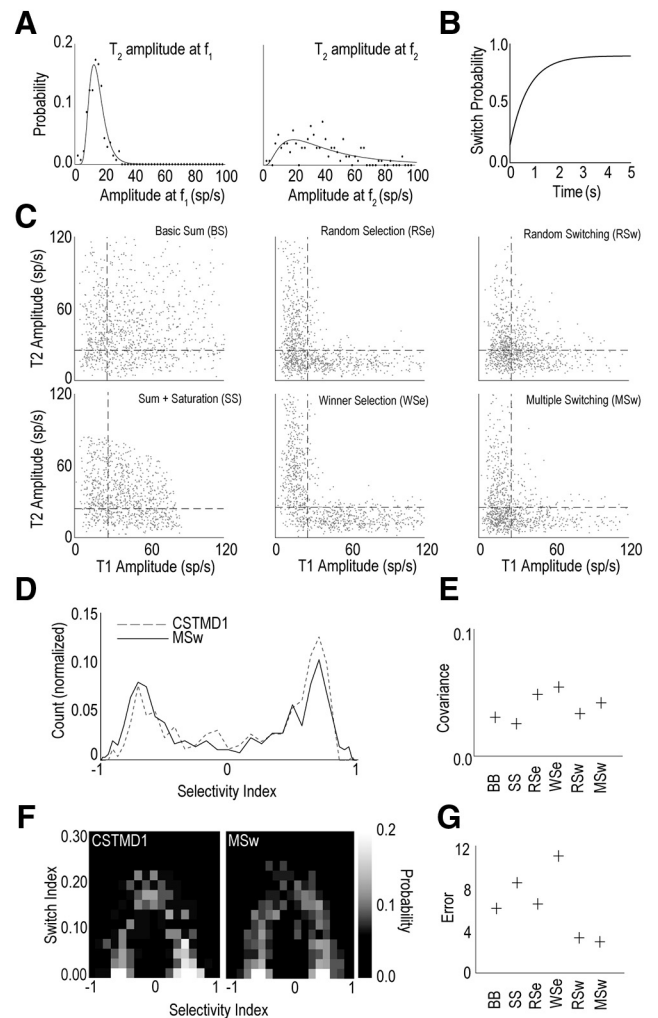 A
T2 amplitude at f1
T2 amplitude at f2
Probability
0.2
0.1
0.0
0 20 40 60 80 100
0 20 40 60 80 100
Amplitude at f1 (sp/s)
Amplitude at f2 (sp/s)
B
Switch Probability
1.0
0.5
0.0
0 1 2 3 4 5
Time (s)
C
Basic Sum (BS)
Random Selection (RSe)
Random Switching (RSw)
T2 Amplitude (sp/s)
120
60
0
Sum + Saturation (SS)
Winner Selection (WSe)
Multiple Switching (MSw)
T2 Amplitude (sp/s)
120
60
0
0 60 120
0 60 120
0 60 120
T1 Amplitude (sp/s)
T1 Amplitude (sp/s)
T1 Amplitude (sp/s)
D
CSTMD1
MSw
Count (normalized)
0.15
0.10
0.05
0
-1 0 1
Selectivity Index
E
Covariance
0.1
0.0
BB SS RSe WSe RSw MSw
F
CSTMD1
MSw
Switch Index
0.30
0.20
0.10
0.00
-1 0 1
-1 0 1
Selectivity Index
0.2
0.1
0.0
Probability
G
Error
12
8
4
0
BB SS RSe WSe RSw MSw